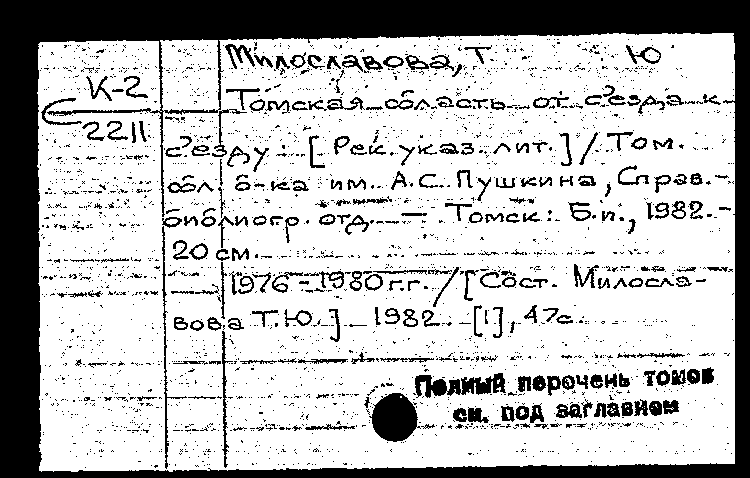 Милославова, Т. Ю
К-2
2211
Томская область от съезда к
съезду: [Рек. указ. лит.] / Том.
обл. б-ка им. А.С. Пушкина, Справ.-
библиогр. отд. — Томск: Б.и., 1982.-
20 см.
1976-1980 г.г. / [Сост. Милосла-
вова Т.Ю.] 1982. [1], 47с.
Полный перечень томов
см. под заглавием